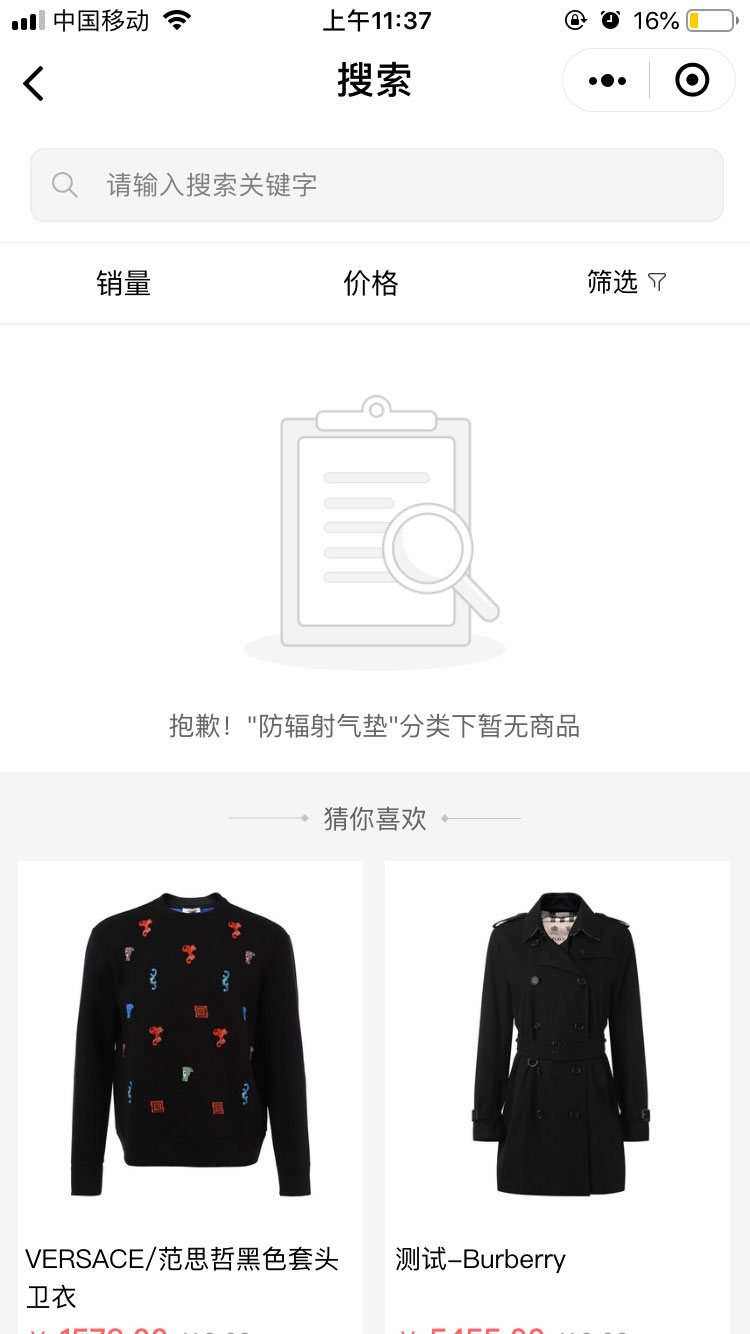 中国移动 上午11:37 16%
搜索
请输入搜索关键字
销量 价格 筛选
抱歉！"防辐射气垫"分类下暂无商品
猜你喜欢
VERSACE/范思哲黑色套头
卫衣
测试-Burberry